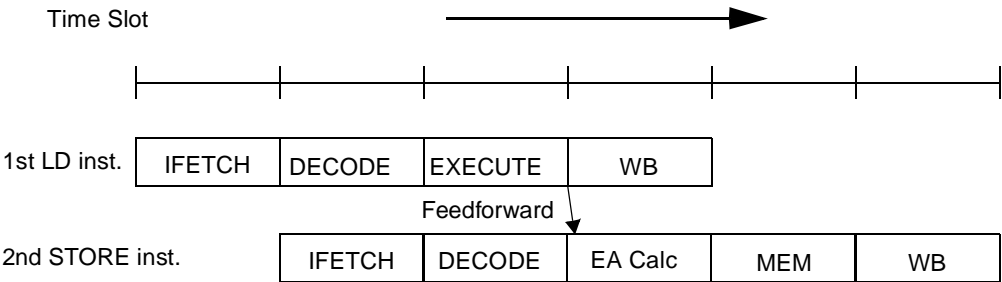 Time Slot
1st LD inst. IFETCH DECODE EXECUTE WB
Feedforward
2nd STORE inst. IFETCH DECODE EA Calc MEM WB